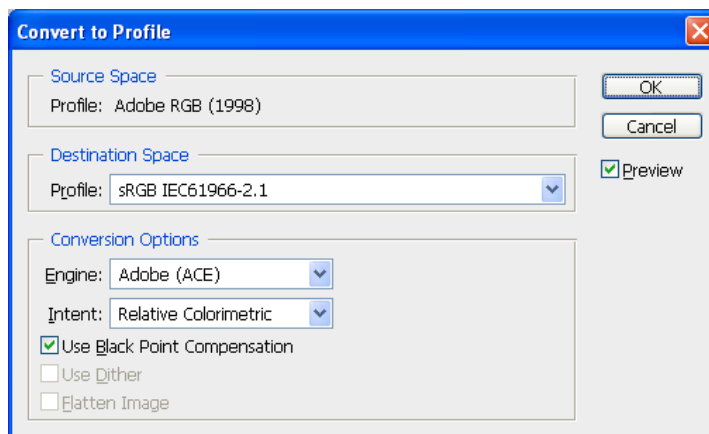 Convert to Profile
Source Space
Profile: Adobe RGB (1998)
OK
Cancel
Destination Space
Preview
Profile: sRGB IEC61966-2.1
Conversion Options
Engine: Adobe (ACE)
Intent: Relative Colorimetric
Use Black Point Compensation
Use Dither
Flatten Image